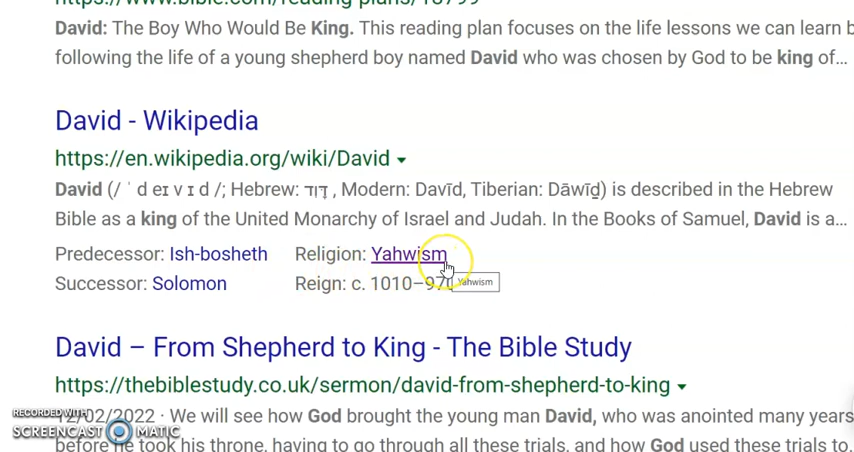 David: The Boy Who Would Be King. This reading plan focuses on the life lessons we can learn b
following the life of a young shepherd boy named David who was chosen by God to be king of...
David - Wikipedia
https://en.wikipedia.org/wiki/David
David (/ ˈ d eɪ v ɪ d /; Hebrew: דָּוִד , Modern: Davīd, Tiberian: Dāwīḏ) is described in the Hebrew
Bible as a king of the United Monarchy of Israel and Judah. In the Books of Samuel, David is a...
Predecessor: Ish-bosheth Religion: Yahwism
Successor: Solomon Reign: c. 1010–970 Yahwism
David – From Shepherd to King - The Bible Study
https://thebiblestudy.co.uk/sermon/david-from-shepherd-to-king
12/02/2022 · We will see how God brought the young man David, who was anointed many years
before he took his throne, having to go through all these trials, and how God used these trials to...
RECORDED WITH
SCREENCAST MATIC